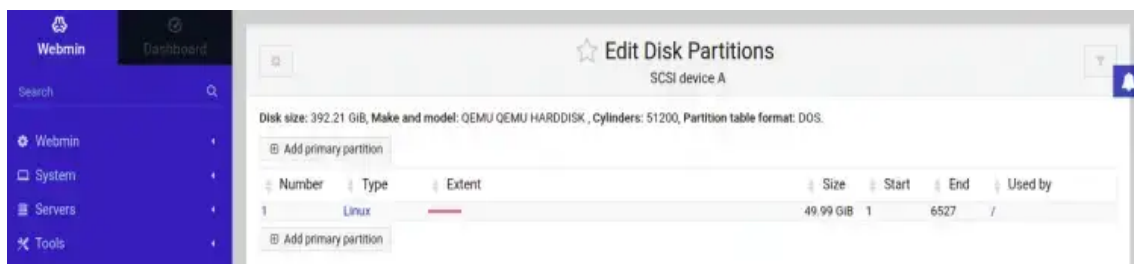 Webmin
Dashboard
Search
Webmin
System
Servers
Tools
Edit Disk Partitions
SCSI device A
Disk size: 392.21 GiB, Make and model: QEMU QEMU HARDDISK , Cylinders: 51200, Partition table format: DOS.
Add primary partition
Number Type Extent Size Start End Used by
1 Linux 49.99 GiB 1 6527 /
Add primary partition